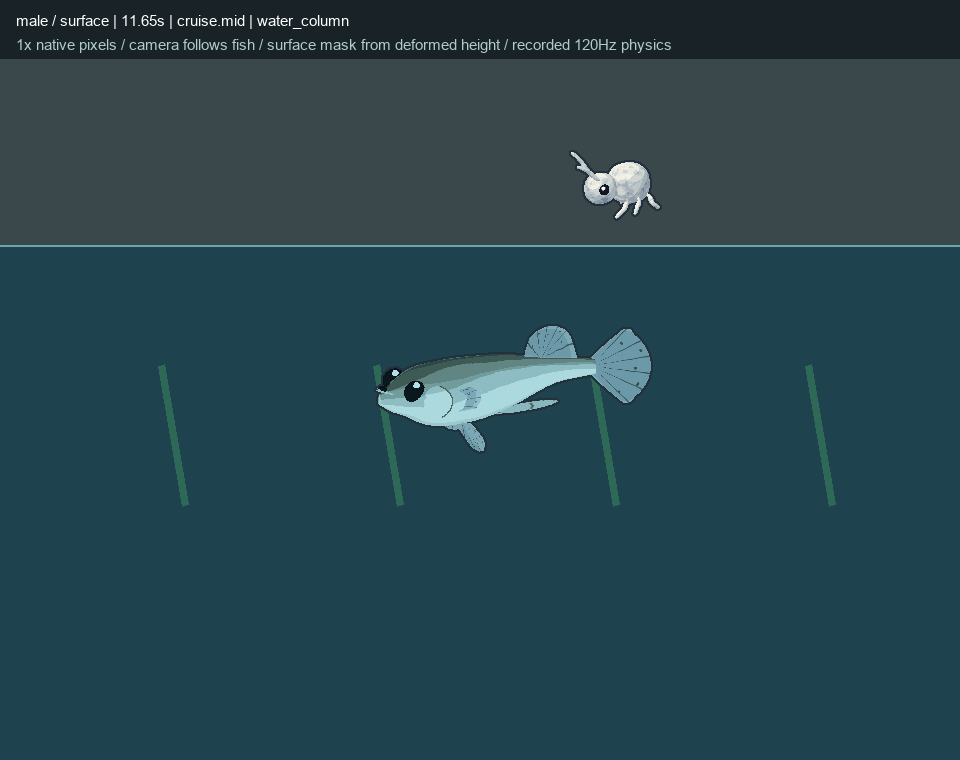 male / surface | 11.65s | cruise.mid | water_column
1x native pixels / camera follows fish / surface mask from deformed height / recorded 120Hz physics